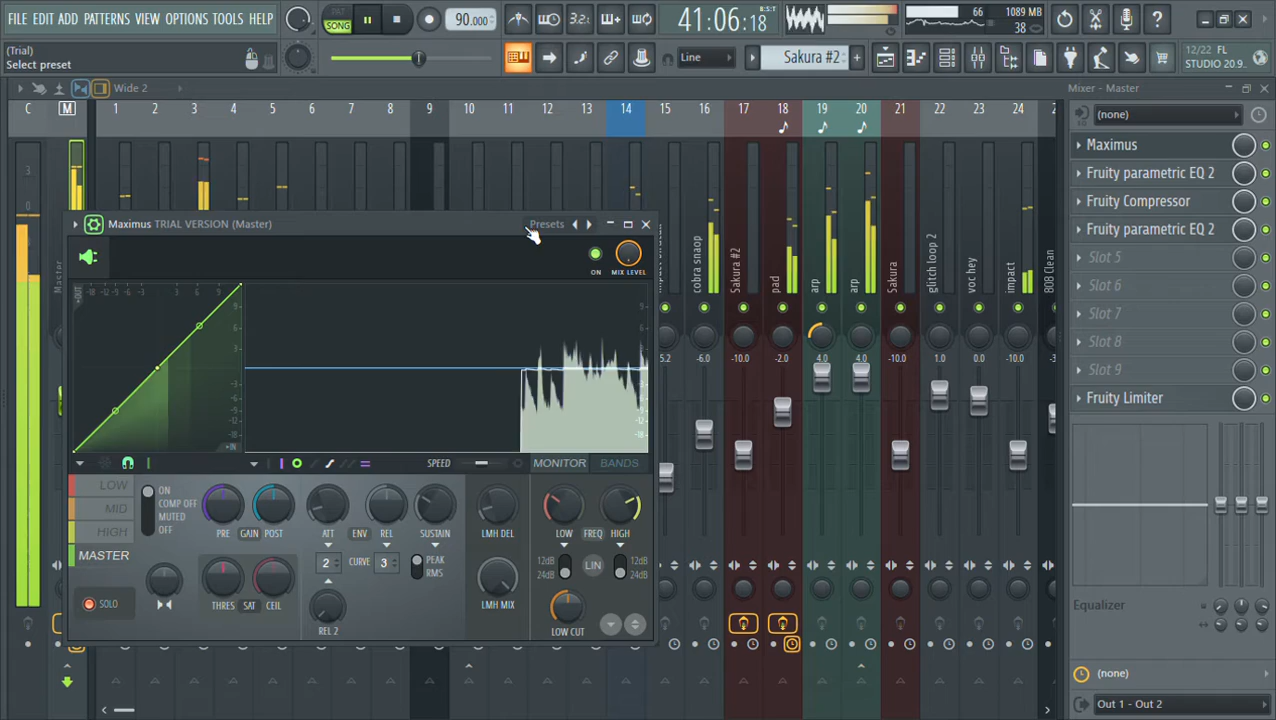 FILE EDIT ADD PATTERNS VIEW OPTIONS TOOLS HELP
PAT
SONG
90.000
3.2.
41:06:18
B:S:T
66
1089 MB
38
(Trial)
Select preset
Line
Sakura #2
12/22 FL
STUDIO 20.9.
Wide 2
Mixer - Master
C M 1 2 3 4 5 6 7 8 9 10 11 12 13 14 15 16 17 18 19 20 21 22 23 24
(none)
Maximus
Fruity parametric EQ 2
Fruity Compressor
Fruity parametric EQ 2
Slot 5
Slot 6
Slot 7
Slot 8
Slot 9
Fruity Limiter
Equalizer
(none)
Out 1 - Out 2
Master
cobra snaop
Sakura #2
pad
arp
arp
Sakura
glitch loop 2
voc hey
impact
808 Clean
5.2 -6.0 -10.0 -2.0 4.0 4.0 -10.0 1.0 0.0 -10.0
Maximus TRIAL VERSION (Master)
Presets
ON
MIX LEVEL
SPEED
MONITOR
BANDS
LOW
MID
HIGH
MASTER
SOLO
ON
COMP OFF
MUTED
OFF
PRE GAIN POST
THRES SAT CEIL
ATT ENV REL
SUSTAIN
2 CURVE 3
PEAK
RMS
REL 2
LMH DEL
LMH MIX
LOW FREQ HIGH
12dB
24dB
LIN
12dB
24dB
LOW CUT